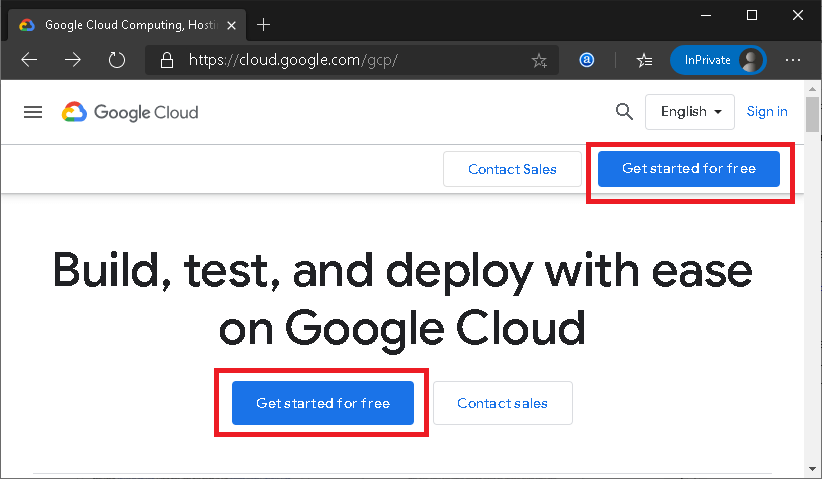 Google Cloud Computing, Hosti
https://cloud.google.com/gcp/
a
InPrivate
Google Cloud
English
Sign in
Contact Sales
Get started for free
Build, test, and deploy with ease
on Google Cloud
Get started for free
Contact sales